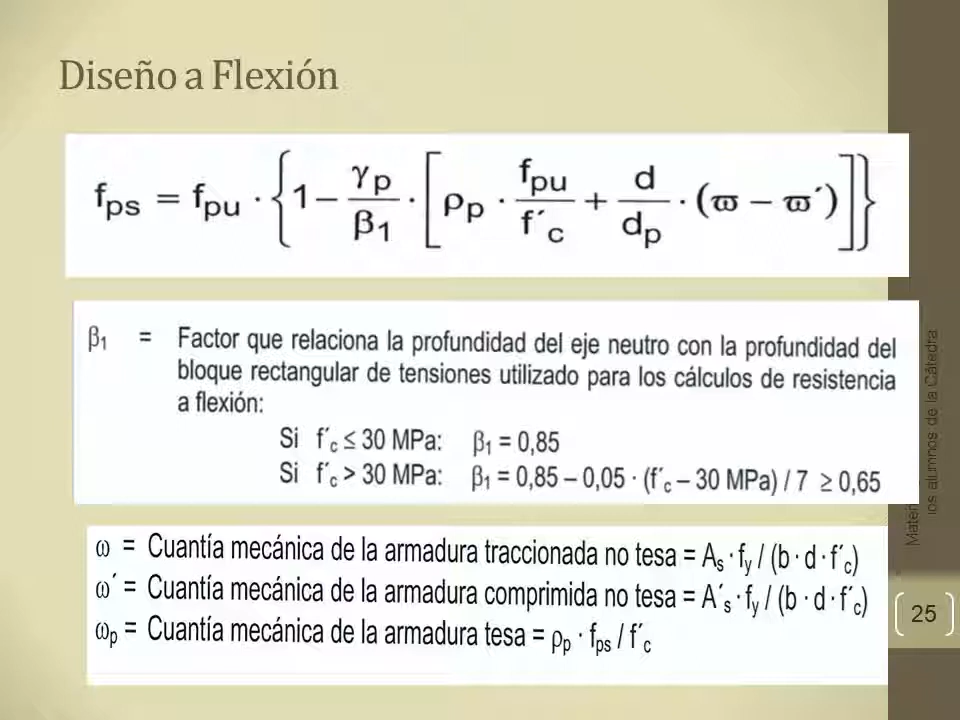 Diseño a Flexión
f_ps = f_pu · {1 − γ_p / β_1 · [ρ_p · f_pu / f´_c + d / d_p · (ϖ − ϖ´)]}
β₁ = Factor que relaciona la profundidad del eje neutro con la profundidad del
bloque rectangular de tensiones utilizado para los cálculos de resistencia
a flexión:
Si f´c ≤ 30 MPa: β₁ = 0,85
Si f´c > 30 MPa: β₁ = 0,85 – 0,05 · (f´c – 30 MPa) / 7 ≥ 0,65
ω = Cuantía mecánica de la armadura traccionada no tesa = As · fy / (b · d · f´c)
ω´ = Cuantía mecánica de la armadura comprimida no tesa = A´s · fy / (b · d · f´c)
ωp = Cuantía mecánica de la armadura tesa = ρp · fps / f´c
los alumnos de la Cátedra
25